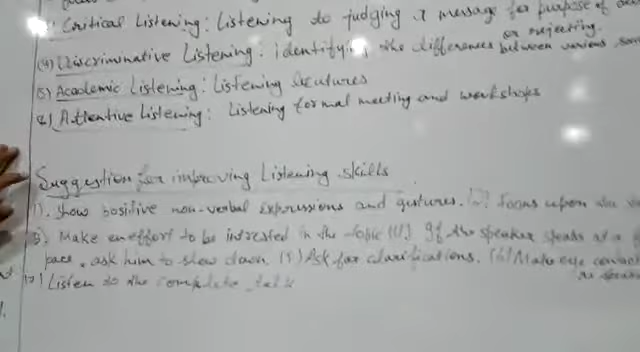 Critical Listening: Listening to judging a message for purpose of
or rejecting.
(4) Discriminative Listening: identifying the differences between various
5) Academic Listening: Listening lectures
6) Attentive Listening: Listening formal meeting and workshops
Suggestion for improving Listening skills
1). Show positive non-verbal expressions and gestures. (2) Focus upon the
3). Make an effort to be intrested in the topic (4) If the speaker speaks at a
pace, ask him to slow down (5) Ask for clarifications. (6) Make eye contact
(7) Listen to the complete talk